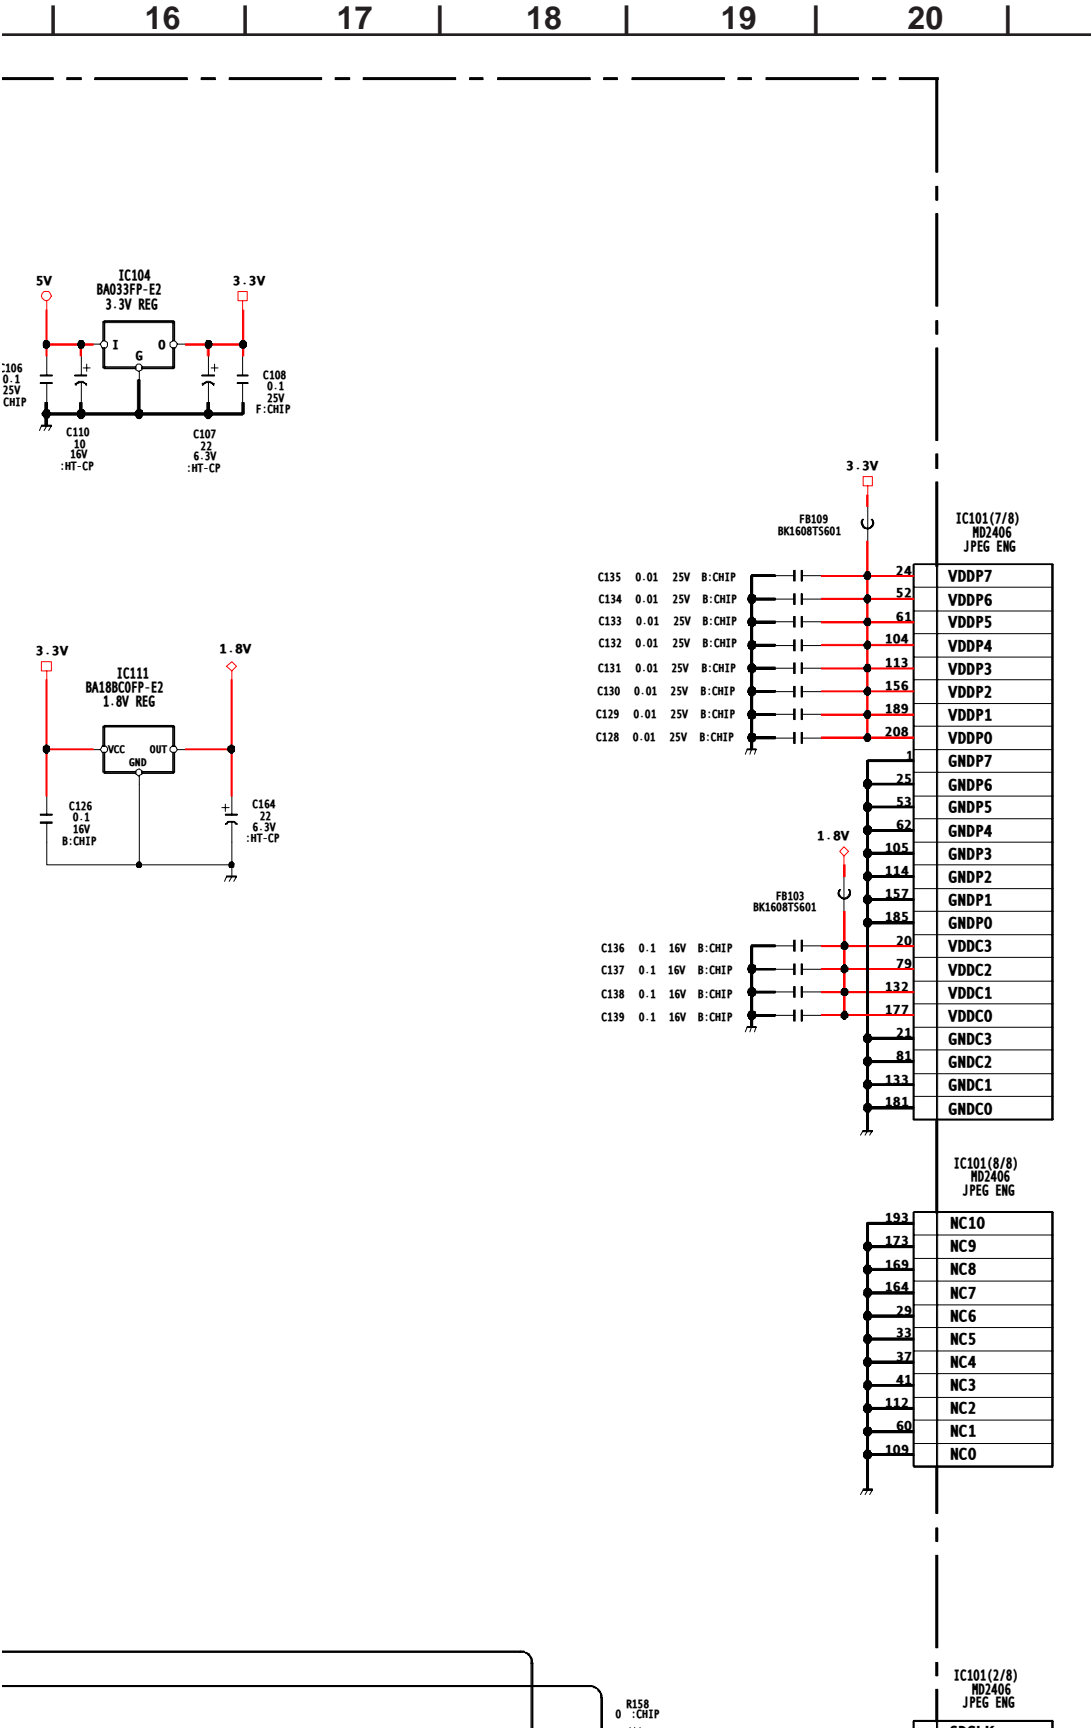 16 17 18 19 20
5V
IC104
BA033FP-E2
3.3V REG
3.3V
I O
G
C106
0.1
25V
CHIP
C108
0.1
25V
F:CHIP
C110
10
16V
:HT-CP
C107
22
6.3V
:HT-CP
3.3V
FB109
BK1608TS601
IC101(7/8)
MD2406
JPEG ENG
C135 0.01 25V B:CHIP 24 VDDP7
C134 0.01 25V B:CHIP 52 VDDP6
C133 0.01 25V B:CHIP 61 VDDP5
C132 0.01 25V B:CHIP 104 VDDP4
C131 0.01 25V B:CHIP 113 VDDP3
C130 0.01 25V B:CHIP 156 VDDP2
C129 0.01 25V B:CHIP 189 VDDP1
C128 0.01 25V B:CHIP 208 VDDP0
1 GNDP7
25 GNDP6
53 GNDP5
62 GNDP4
105 GNDP3
114 GNDP2
157 GNDP1
185 GNDP0
3.3V
IC111
BA18BC0FP-E2
1.8V REG
1.8V
VCC OUT
GND
C126
0.1
16V
B:CHIP
C164
22
6.3V
:HT-CP
1.8V
FB103
BK1608TS601
C136 0.1 16V B:CHIP 20 VDDC3
C137 0.1 16V B:CHIP 79 VDDC2
C138 0.1 16V B:CHIP 132 VDDC1
C139 0.1 16V B:CHIP 177 VDDC0
21 GNDC3
81 GNDC2
133 GNDC1
181 GNDC0
IC101(8/8)
MD2406
JPEG ENG
193 NC10
173 NC9
169 NC8
164 NC7
29 NC6
33 NC5
37 NC4
41 NC3
112 NC2
60 NC1
109 NC0
IC101(2/8)
MD2406
JPEG ENG
R158
0 :CHIP